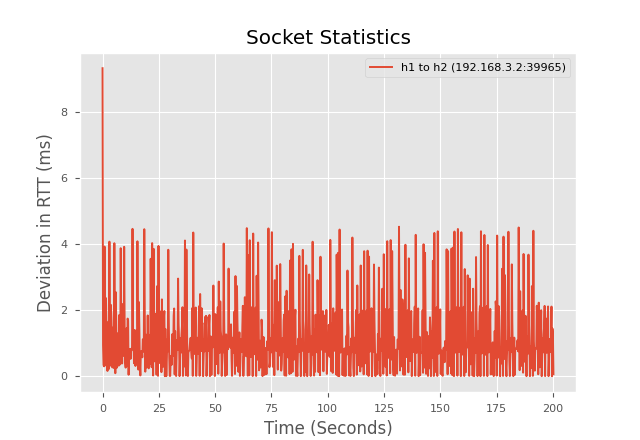 Socket Statistics
h1 to h2 (192.168.3.2:39965)
Deviation in RTT (ms)
8
6
4
2
0
0 25 50 75 100 125 150 175 200
Time (Seconds)